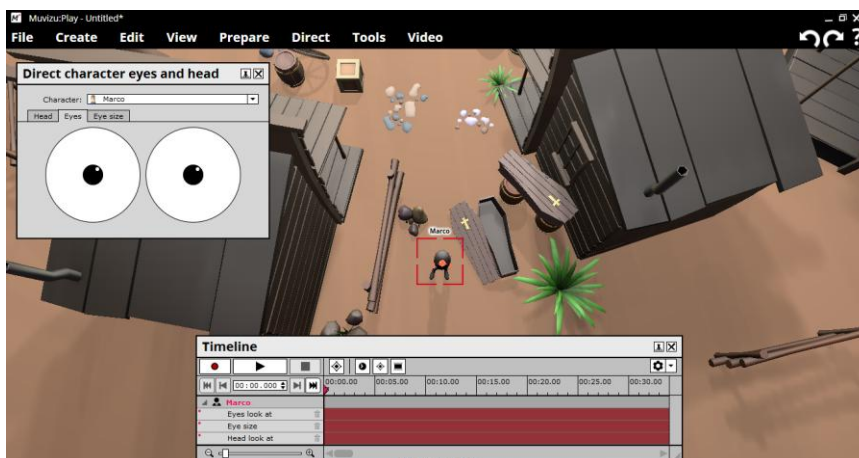 Muvizu:Play - Untitled*
File Create Edit View Prepare Direct Tools Video
?
Direct character eyes and head
Character: Marco
Head Eyes Eye size
Marco
Timeline
00:00.000
00:00.00 00:05.00 00:10.00 00:15.00 00:20.00 00:25.00 00:30.00
Marco
Eyes look at
Eye size
Head look at